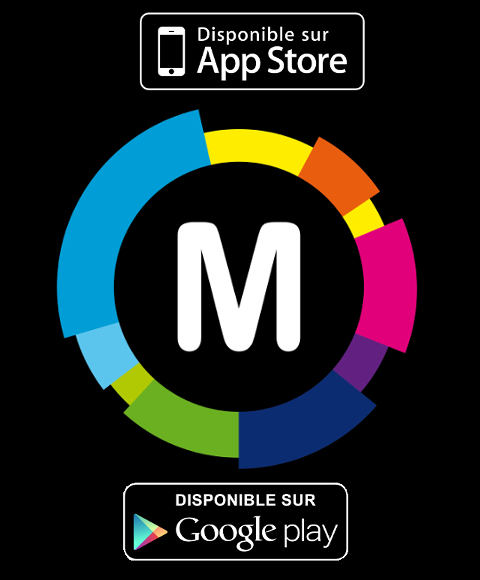 Disponible sur
App Store
M
DISPONIBLE SUR
Google play